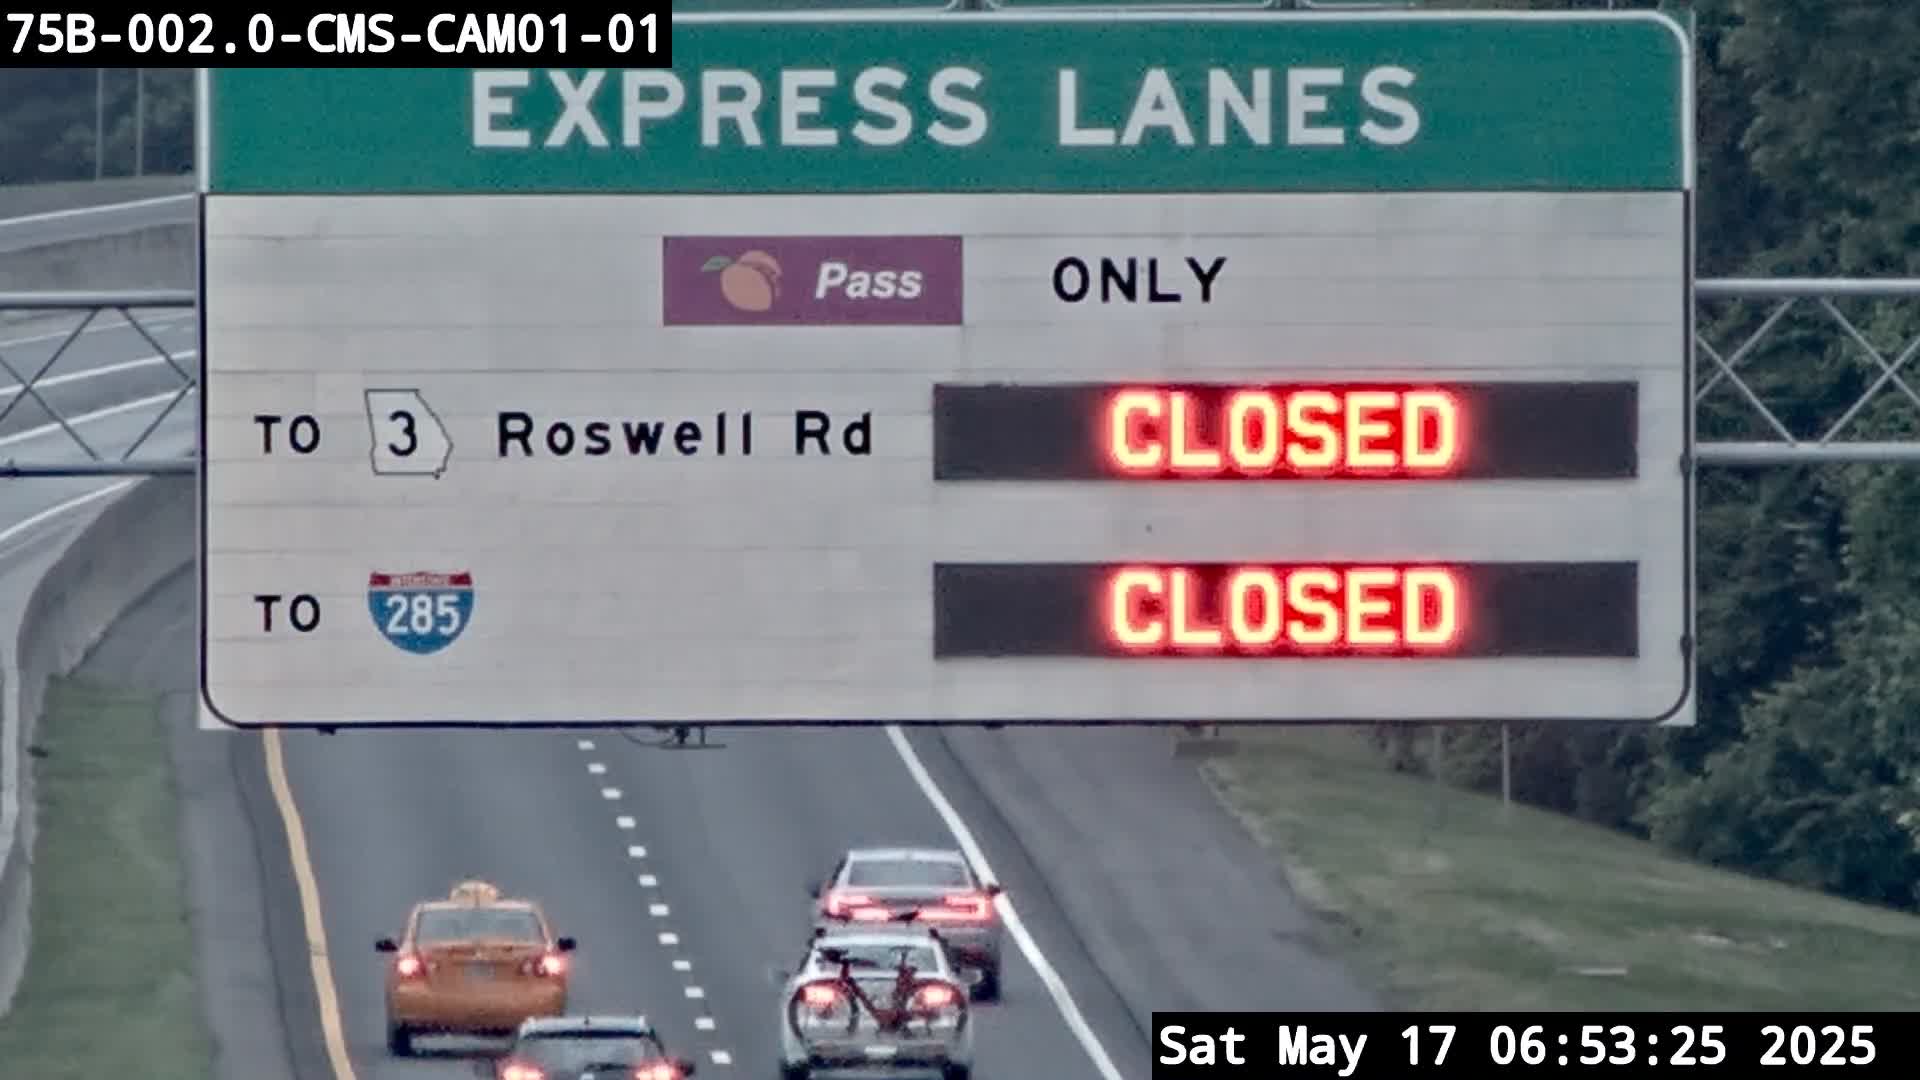 75B-002.0-CMS-CAM01-01
EXPRESS LANES
Pass ONLY
TO 3 Roswell Rd CLOSED
INTERSTATE
TO 285 CLOSED
Sat May 17 06:53:25 2025